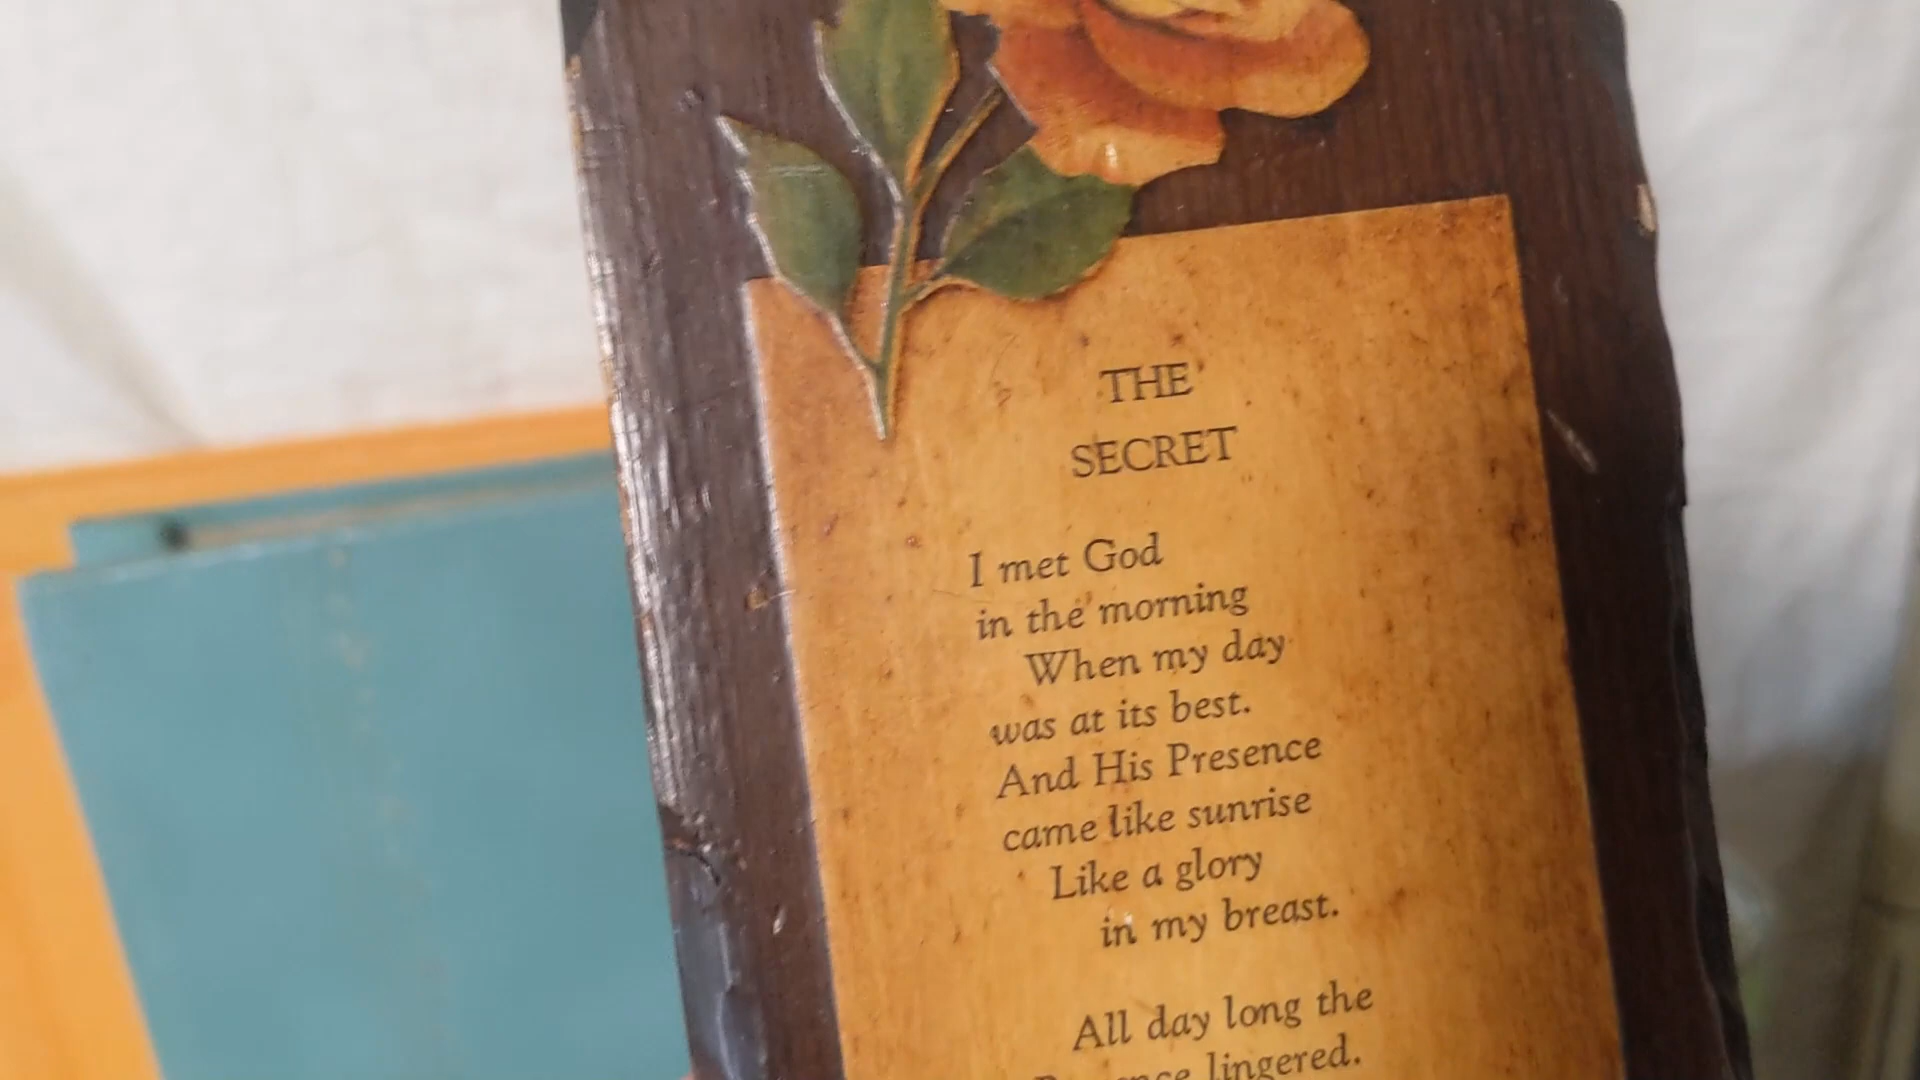 THE
SECRET
I met God
in the morning
When my day
was at its best.
And His Presence
came like sunrise
Like a glory
in my breast.
All day long the
lingered.